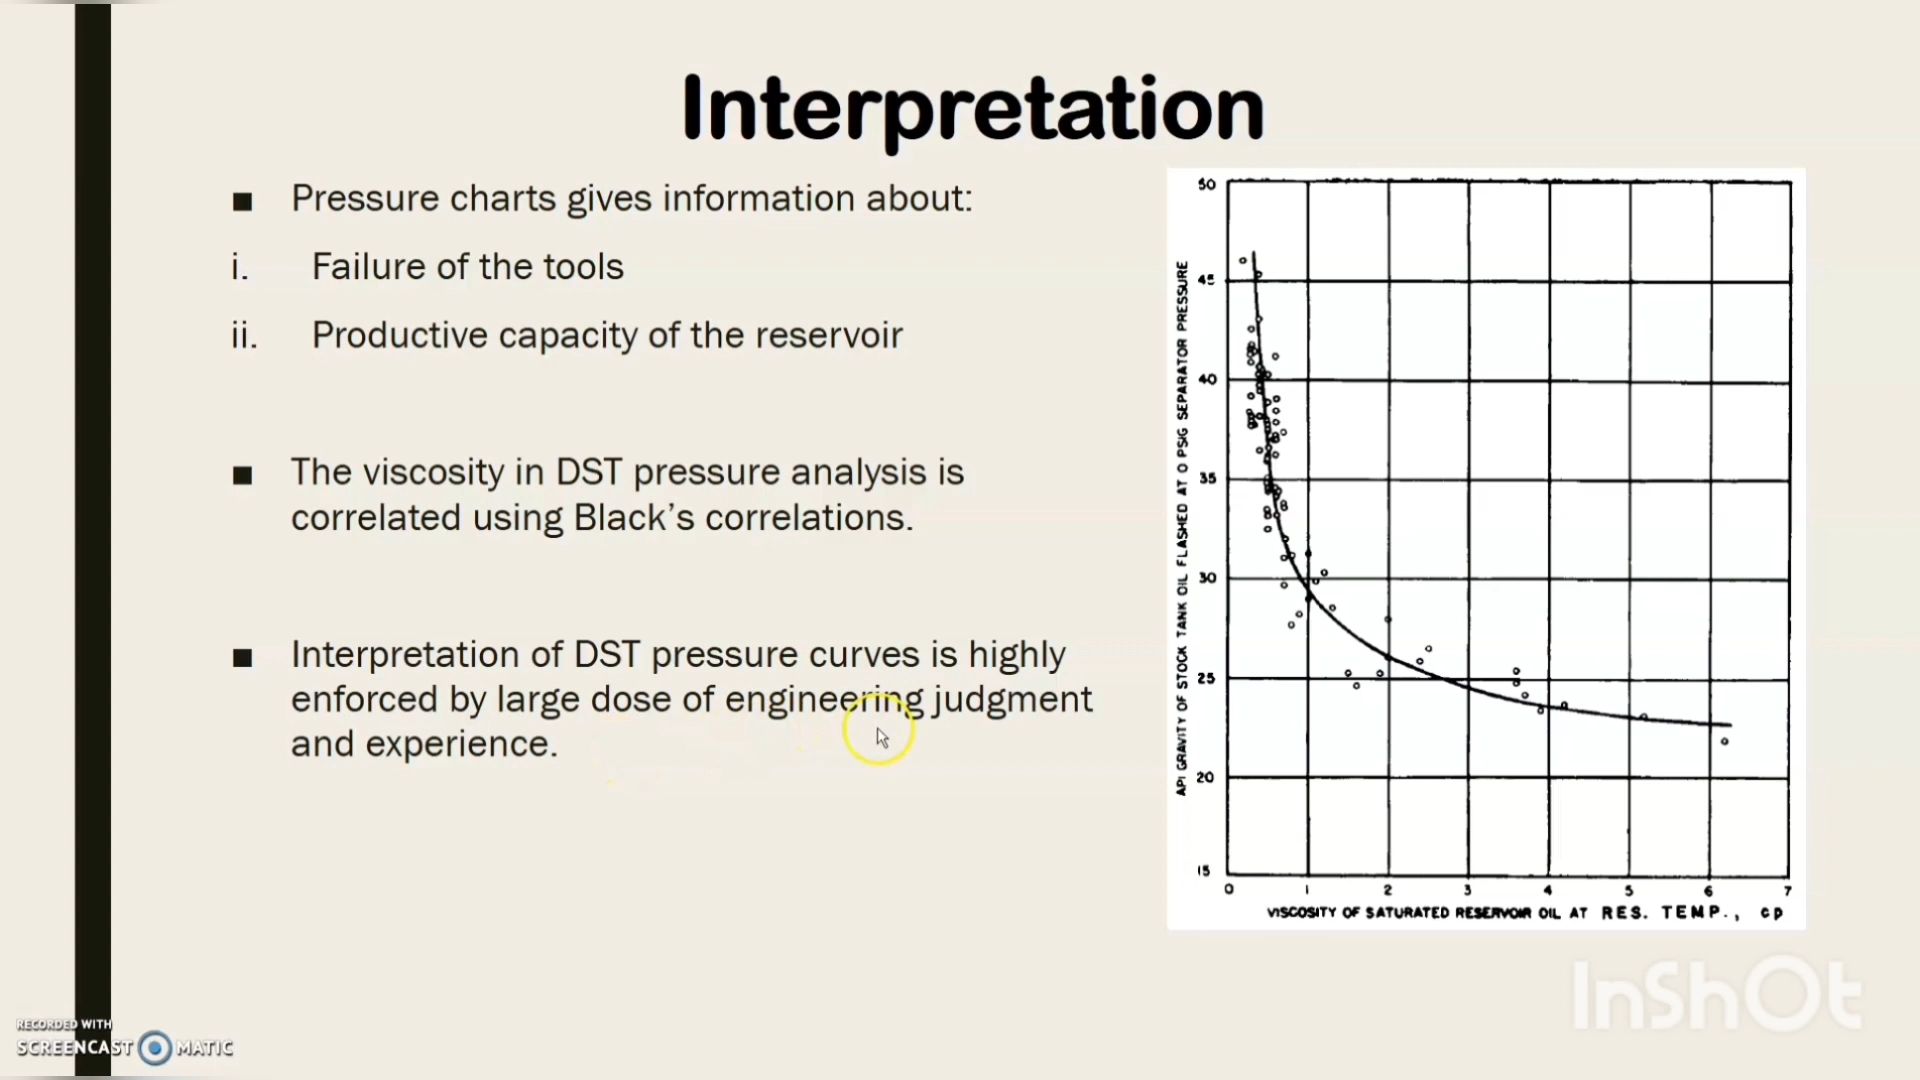 Interpretation
■ Pressure charts gives information about:
i. Failure of the tools
ii. Productive capacity of the reservoir
■ The viscosity in DST pressure analysis is
correlated using Black’s correlations.
■ Interpretation of DST pressure curves is highly
enforced by large dose of engineering judgment
and experience.
API GRAVITY OF STOCK TANK OIL FLASHED AT O PSIG SEPARATOR PRESSURE
50
45
40
35
30
25
20
15
0 1 2 3 4 5 6 7
VISCOSITY OF SATURATED RESERVOIR OIL AT RES. TEMP., cp
InShOt
RECORDED WITH
SCREENCAST MATIC